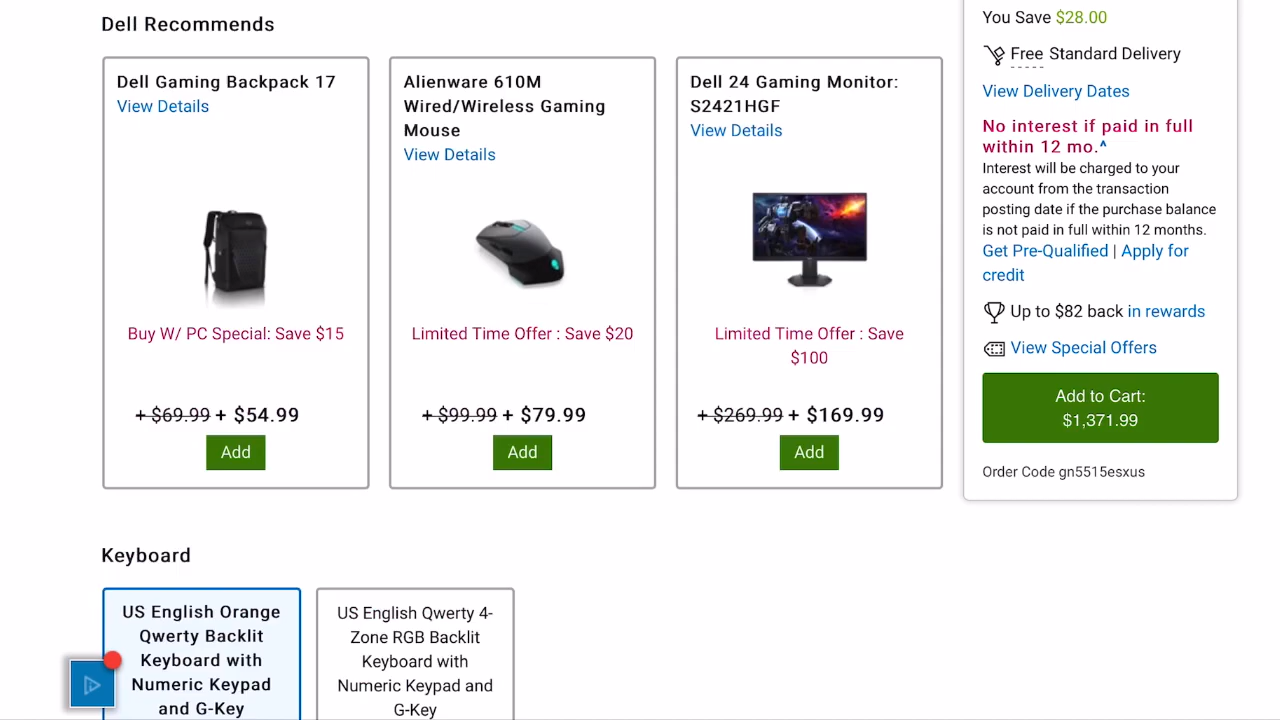 Dell Recommends
Dell Gaming Backpack 17
View Details
Buy W/ PC Special: Save $15
+ $69.99 + $54.99
Add
Alienware 610M
Wired/Wireless Gaming
Mouse
View Details
Limited Time Offer : Save $20
+ $99.99 + $79.99
Add
Dell 24 Gaming Monitor:
S2421HGF
View Details
Limited Time Offer : Save
$100
+ $269.99 + $169.99
Add
You Save $28.00
Free Standard Delivery
View Delivery Dates
No interest if paid in full
within 12 mo.^
Interest will be charged to your
account from the transaction
posting date if the purchase balance
is not paid in full within 12 months.
Get Pre-Qualified | Apply for
credit
Up to $82 back in rewards
View Special Offers
Add to Cart:
$1,371.99
Order Code gn5515esxus
Keyboard
US English Orange
Qwerty Backlit
Keyboard with
Numeric Keypad
and G-Key
US English Qwerty 4-
Zone RGB Backlit
Keyboard with
Numeric Keypad and
G-Key